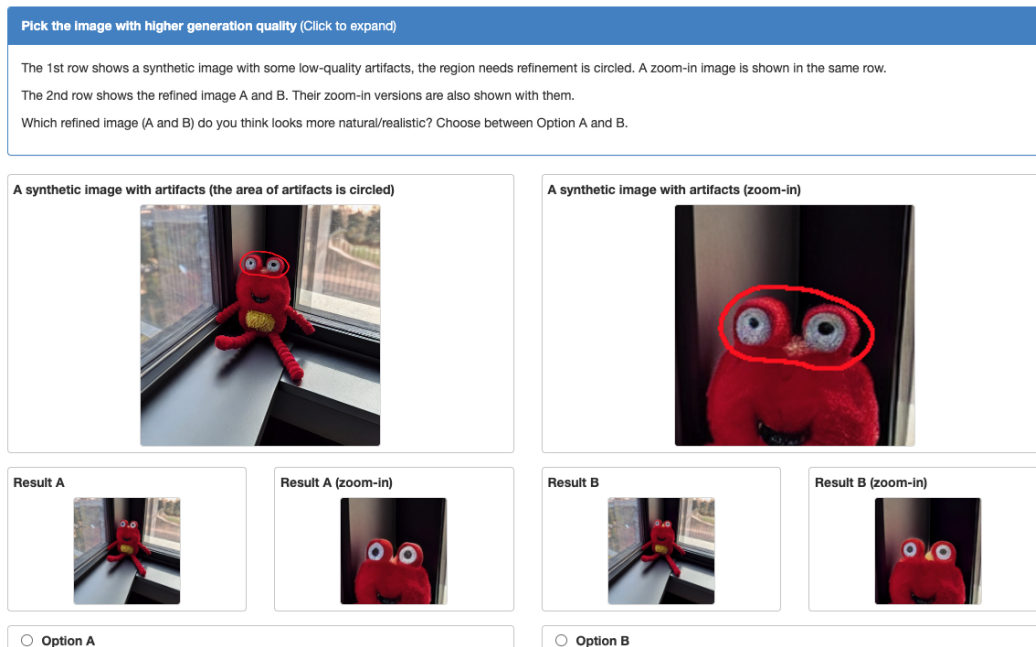 Pick the image with higher generation quality (Click to expand)
The 1st row shows a synthetic image with some low-quality artifacts, the region needs refinement is circled. A zoom-in image is shown in the same row.
The 2nd row shows the refined image A and B. Their zoom-in versions are also shown with them.
Which refined image (A and B) do you think looks more natural/realistic? Choose between Option A and B.
A synthetic image with artifacts (the area of artifacts is circled)
A synthetic image with artifacts (zoom-in)
Result A
Result A (zoom-in)
Result B
Result B (zoom-in)
Option A
Option B